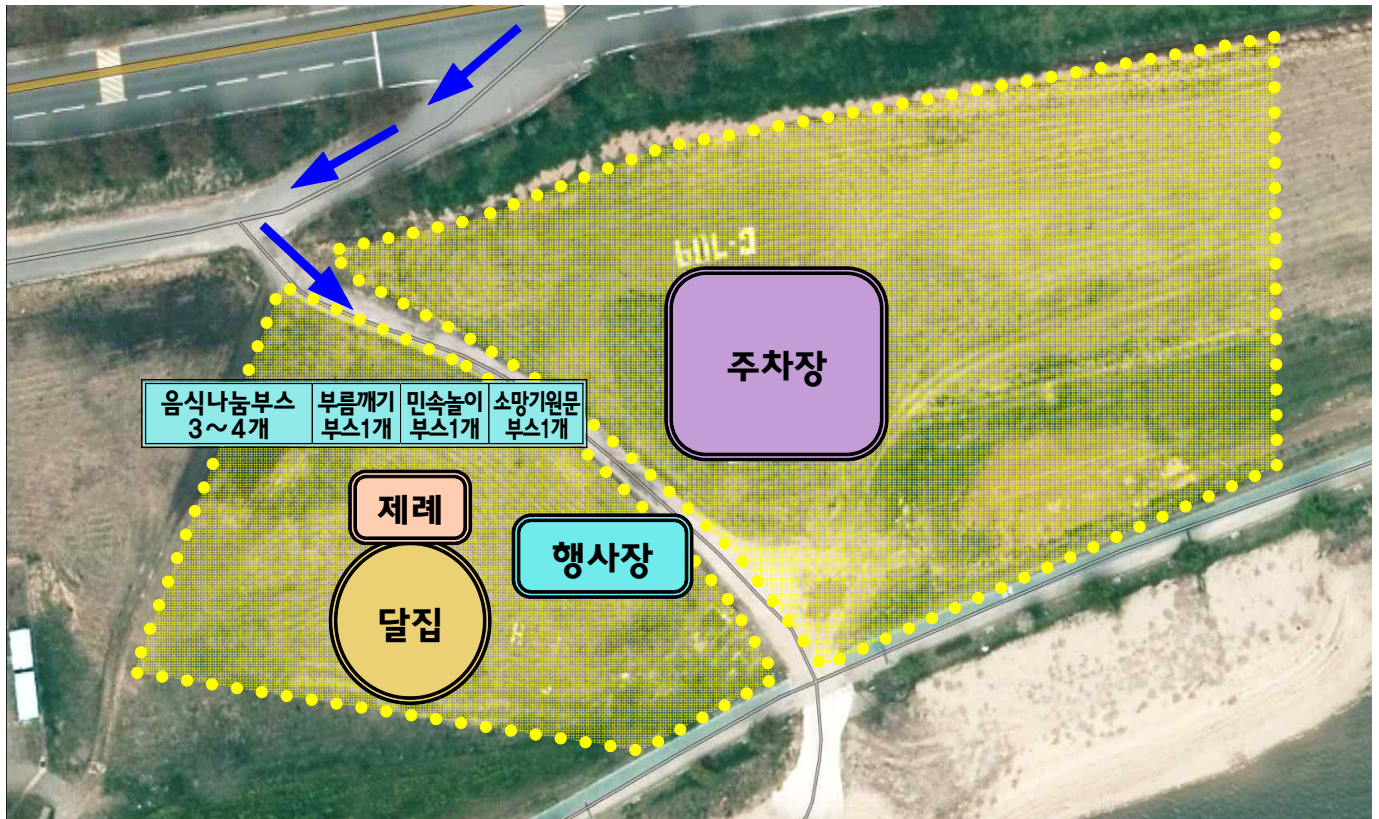 C·709
주차장
음식나눔부스
3～4개
부름깨기
부스1개
민속놀이
부스1개
소망기원문
부스1개
제례
행사장
달집
H